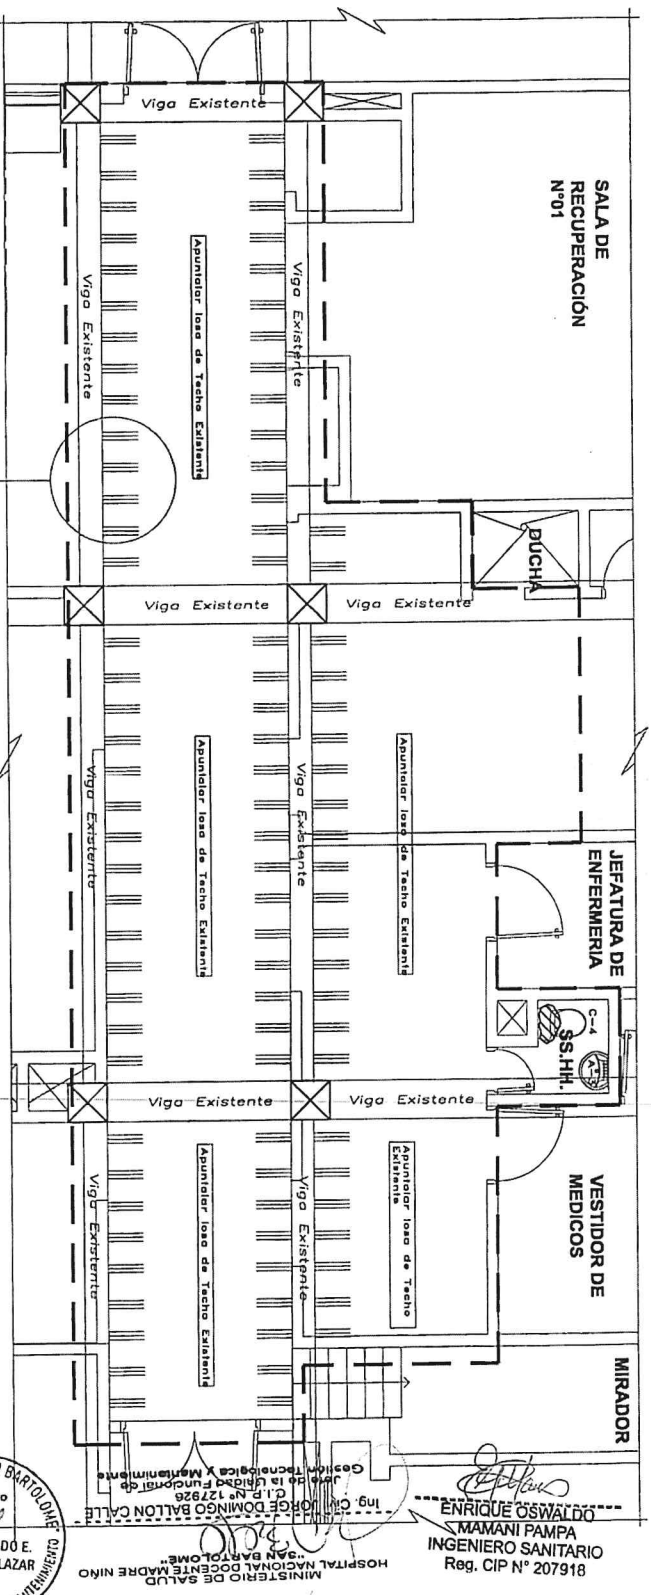 Viga Existente
SALA DE
RECUPERACIÓN
N°01
Apuntalar losa de Techo Existente
Viga Existente
Viga Existente
DUCHA
Viga Existente
Viga Existente
Apuntalar losa de Techo Existente
Apuntalar losa de Techo Existente
Viga Existente
Viga Existente
JEFATURA DE
ENFERMERIA
C-4
SS.HH.
Viga Existente
Viga Existente
Apuntalar losa de Techo Existente
Apuntalar losa de Techo
Existente
Viga Existente
Viga Existente
VESTIDOR DE
MEDICOS
MIRADOR
MINISTERIO DE SALUD
HOSPITAL NACIONAL DOCENTE MADRE NIÑO
"SAN BARTOLOME"
Ing. Civ. JORGE DOMINGO BALLON CALLE
C.I.P. N° 127926
Jefe de la Unidad Funcional de
Gestión Tecnológica y Mantenimiento
ENRIQUE OSWALDO
MAMANI PAMPA
INGENIERO SANITARIO
Reg. CIP N° 207918
BARTOLOME